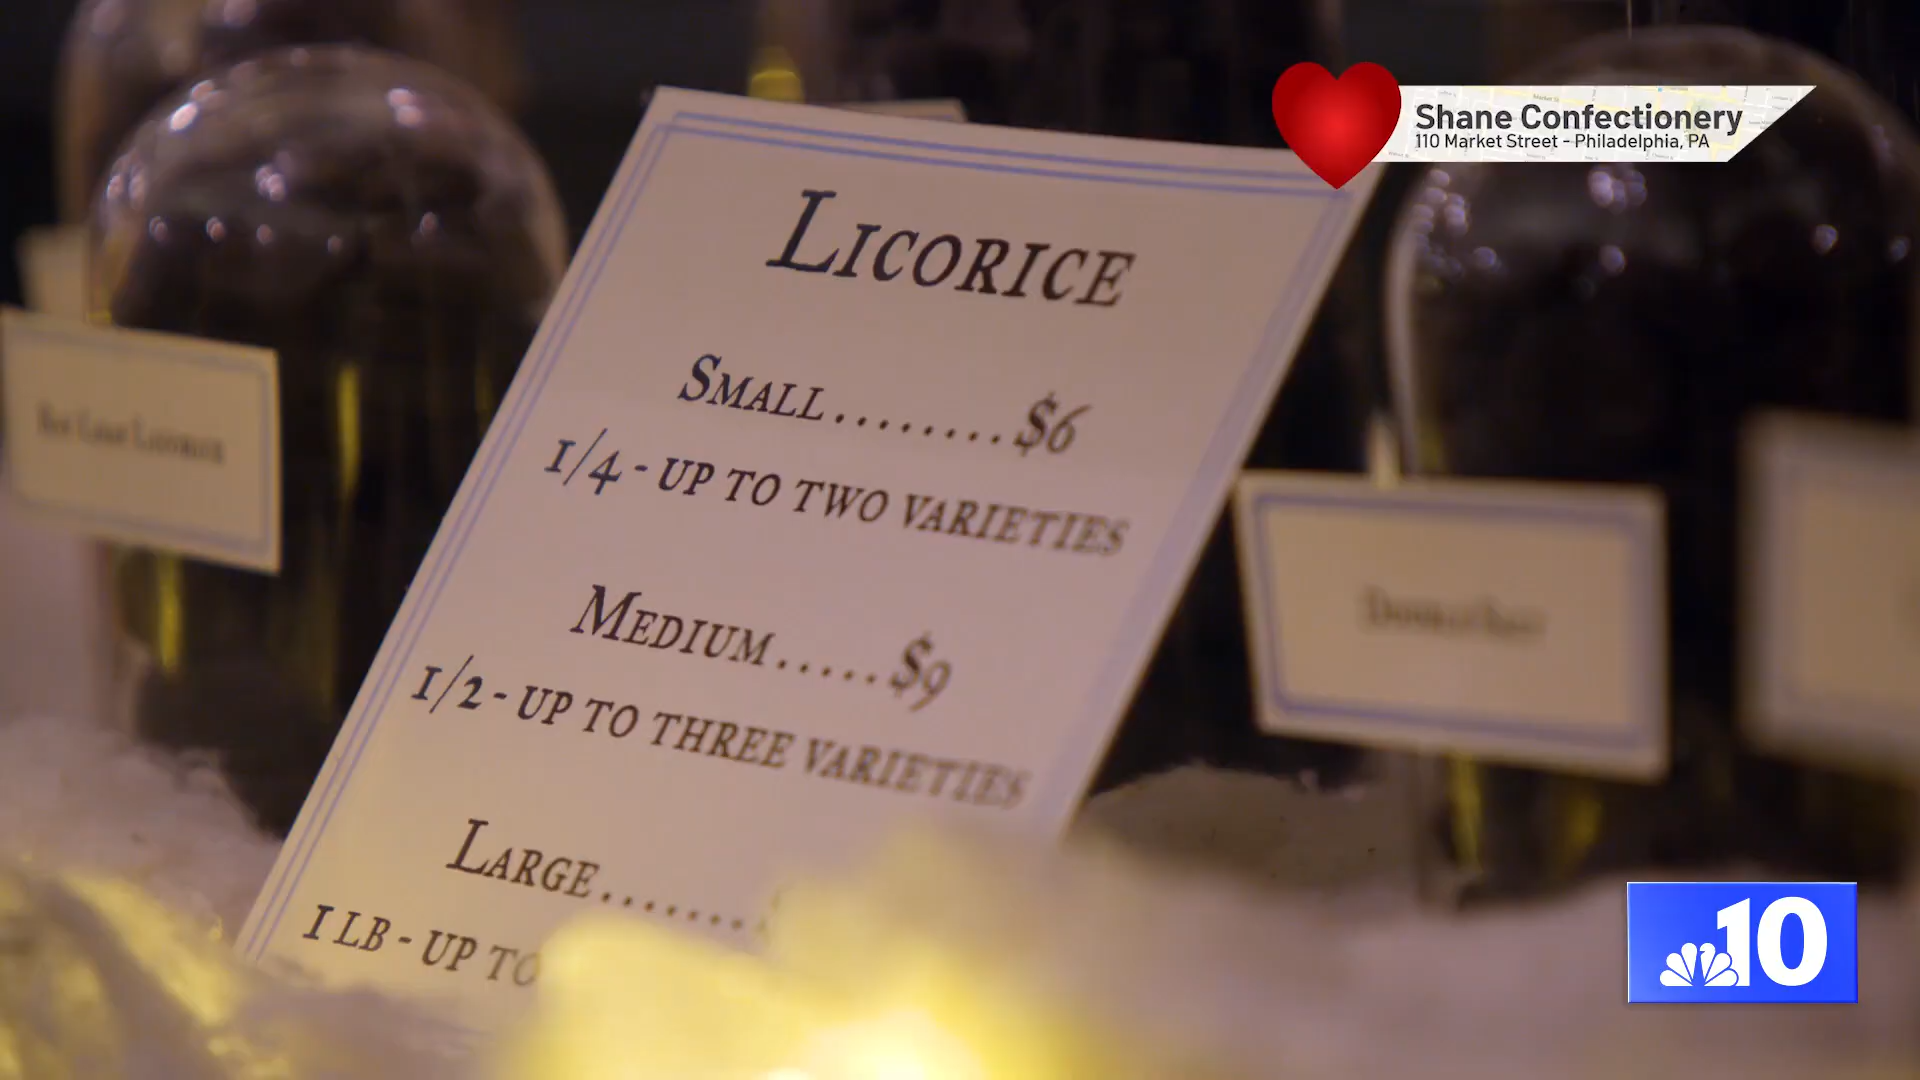 Shane Confectionery
110 Market Street - Philadelphia, PA
LICORICE
SMALL........$6
1/4 - UP TO TWO VARIETIES
MEDIUM.....$9
1/2 - UP TO THREE VARIETIES
LARGE.......
1 LB - UP TO
10